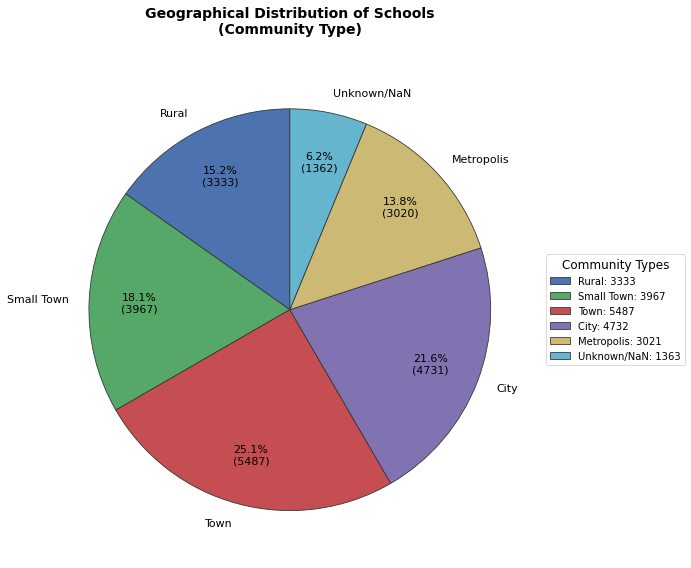 Geographical Distribution of Schools
(Community Type)
Unknown/NaN
Rural
6.2%
(1362)
Metropolis
15.2%
(3333)
13.8%
(3020)
Small Town
18.1%
(3967)
21.6%
(4731)
City
25.1%
(5487)
Town
Community Types
Rural: 3333
Small Town: 3967
Town: 5487
City: 4732
Metropolis: 3021
Unknown/NaN: 1363